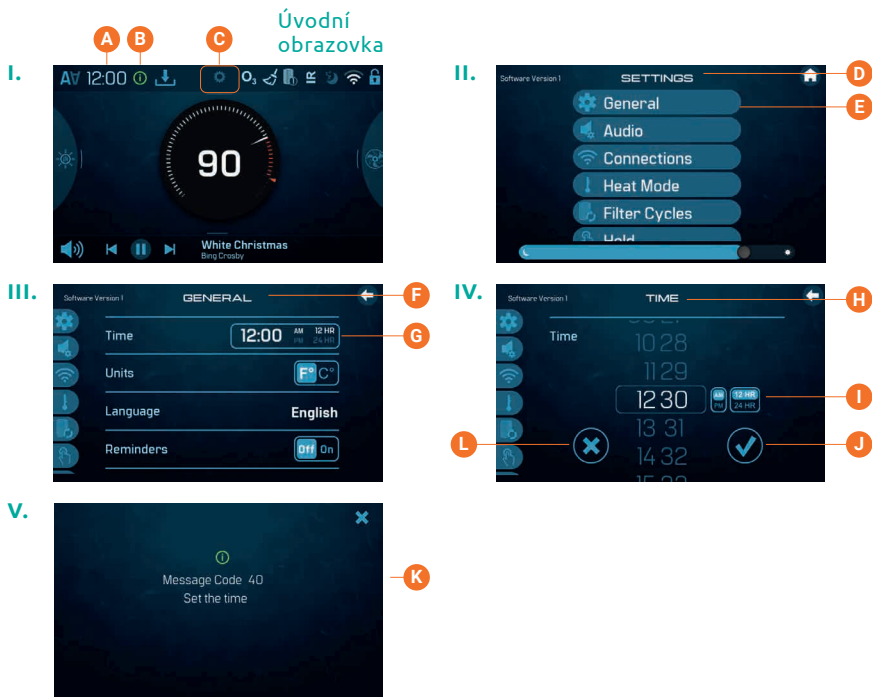 Úvodní
obrazovka
A B C
I.
12:00
O₃
90
White Christmas
Bing Crosby
II.
Software Version 1
SETTINGS
D
E
General
Audio
Connections
Heat Mode
Filter Cycles
Hold
III.
Software Version 1
GENERAL
F
Time 12:00 AM PM 12 HR 24 HR
G
Units F° C°
Language English
Reminders Off On
IV.
Software Version 1
TIME
H
Time
10 28
11 29
12 30 AM PM 12 HR 24 HR
I
13 31
14 32
L
J
V.
Message Code 40
Set the time
K